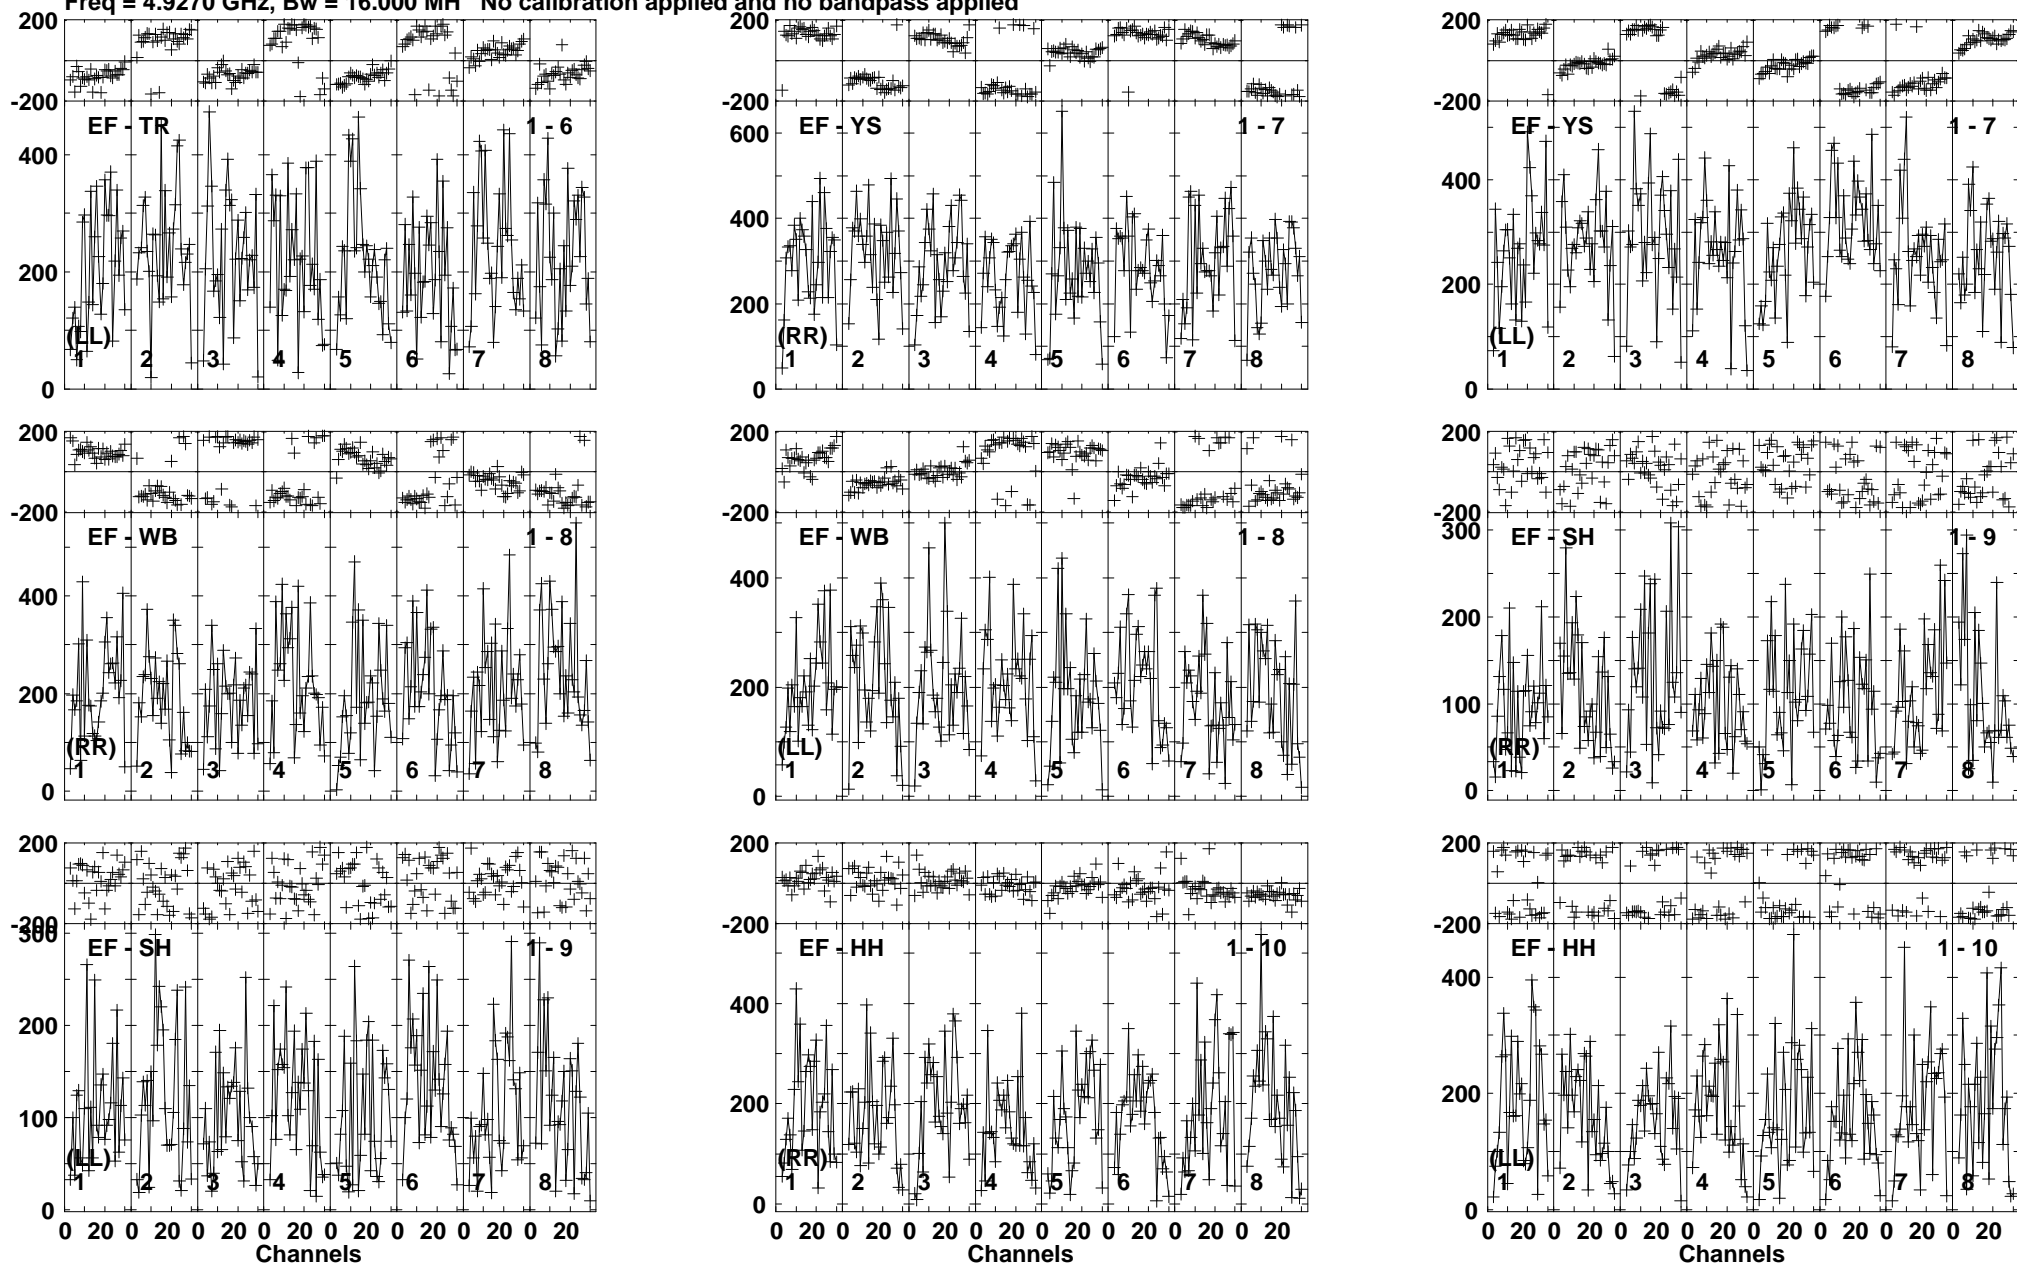 Freq = 4.9270 GHz, Bw = 16.000 MH No calibration applied and no bandpass applied
200 200 200
-200 -200 -200
EF - TR 1 - 6 EF - YS 1 - 7 EF - YS 1 - 7
400 600 400
200 400 200
200
(LL) (RR) (LL)
1 2 3 4 5 6 7 8 1 2 3 4 5 6 7 8 1 2 3 4 5 6 7 8
0 0 0
200 200 200
-200 -200 -200
EF - WB 1 - 8 EF - WB 1 - 8 EF - SH 1 - 9
300
400 400 200
200 200 100
(RR) (LL) (RR)
1 2 3 4 5 6 7 8 1 2 3 4 5 6 7 8 1 2 3 4 5 6 7 8
0 0 0
200 200 200
-200 -200 -200
300
EF - SH 1 - 9 EF - HH 1 - 10 EF - HH 1 - 10
200 400 400
100 200 200
(LL) (RR) (LL)
1 2 3 4 5 6 7 8 1 2 3 4 5 6 7 8 1 2 3 4 5 6 7 8
0 0 0
0 20 0 20 0 20 0 20 0 20 0 20 0 20 0 20 0 20 0 20 0 20 0 20 0 20 0 20 0 20 0 20 0 20 0 20 0 20 0 20 0 20 0 20 0 20 0 20
Channels Channels Channels